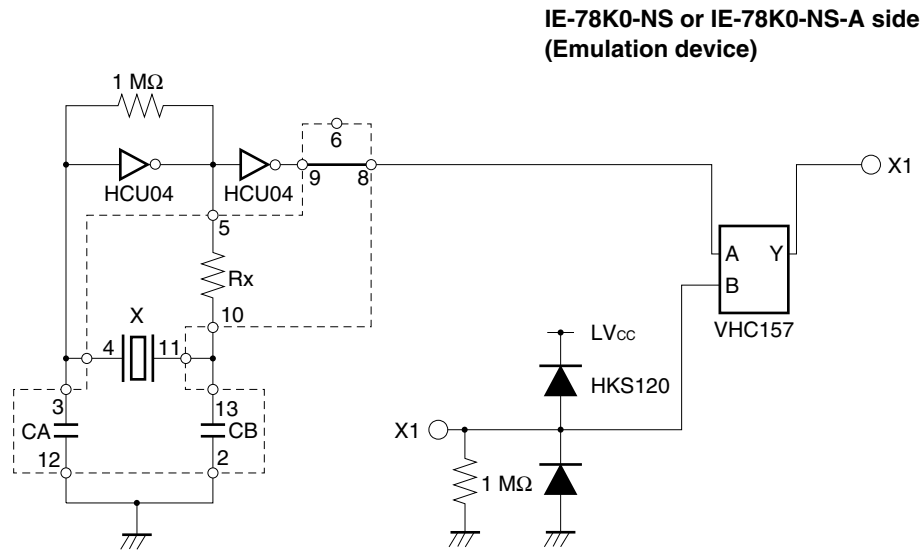 IE-78K0-NS or IE-78K0-NS-A side
(Emulation device)
1 MΩ
6
HCU04
HCU04
9
8
X1
5
A
Y
B
Rx
VHC157
10
X
LVCC
4
11
HKS120
3
13
CA
CB
X1
12
2
1 MΩ